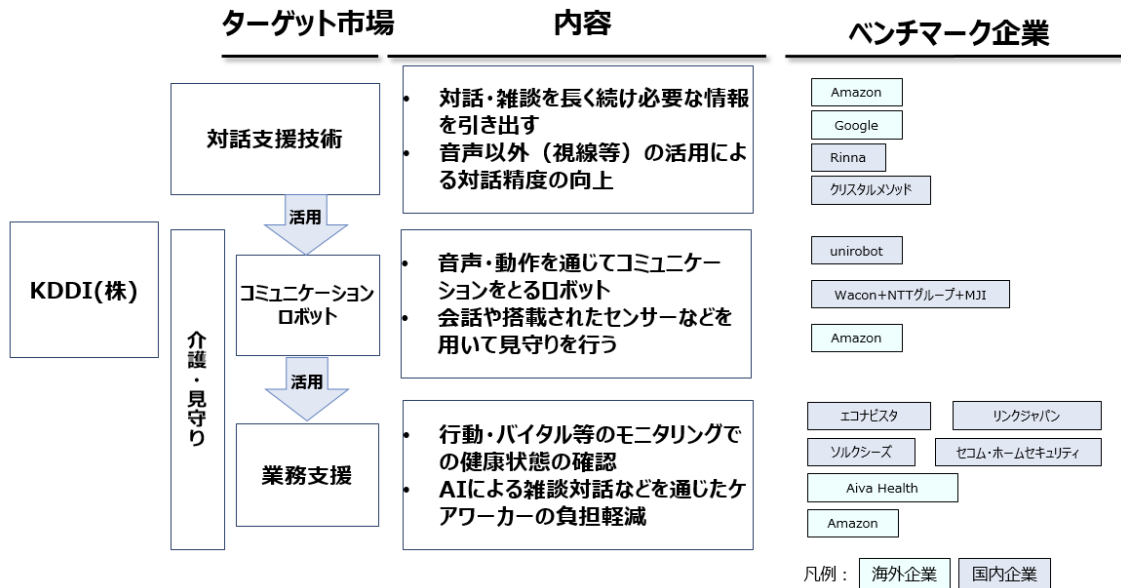 ターゲット市場
内容
ベンチマーク企業
KDDI(株)
対話支援技術
• 対話・雑談を長く続け必要な情報
を引き出す
• 音声以外（視線等）の活用によ
る対話精度の向上
Amazon
Google
Rinna
クリスタルメソッド
活用
介護・見守り
コミュニケーション
ロボット
• 音声・動作を通じてコミュニケー
ションをとるロボット
• 会話や搭載されたセンサーなどを
用いて見守りを行う
unirobot
Wacon+NTTグループ+MJI
Amazon
活用
業務支援
• 行動・バイタル等のモニタリングで
の健康状態の確認
• AIによる雑談対話などを通じたケ
アワーカーの負担軽減
エコナビスタ
リンクジャパン
ソルクシーズ
セコム・ホームセキュリティ
Aiva Health
Amazon
凡例： 海外企業 国内企業